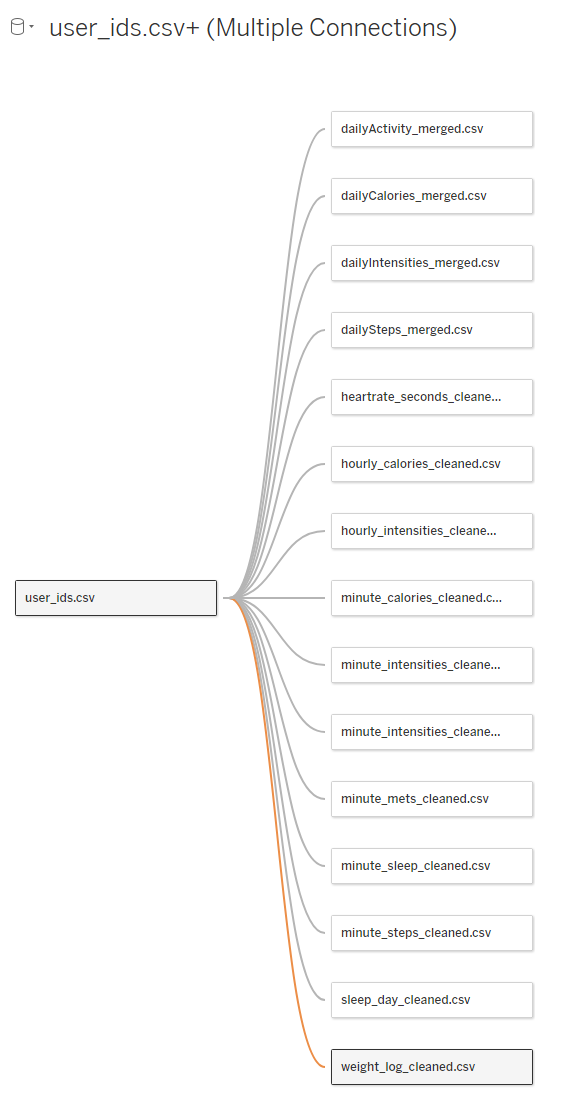 user_ids.csv+ (Multiple Connections)
dailyActivity_merged.csv
dailyCalories_merged.csv
dailyIntensities_merged.csv
dailySteps_merged.csv
heartrate_seconds_cleane...
hourly_calories_cleaned.csv
hourly_intensities_cleane...
user_ids.csv
minute_calories_cleaned.c...
minute_intensities_cleane...
minute_intensities_cleane...
minute_mets_cleaned.csv
minute_sleep_cleaned.csv
minute_steps_cleaned.csv
sleep_day_cleaned.csv
weight_log_cleaned.csv